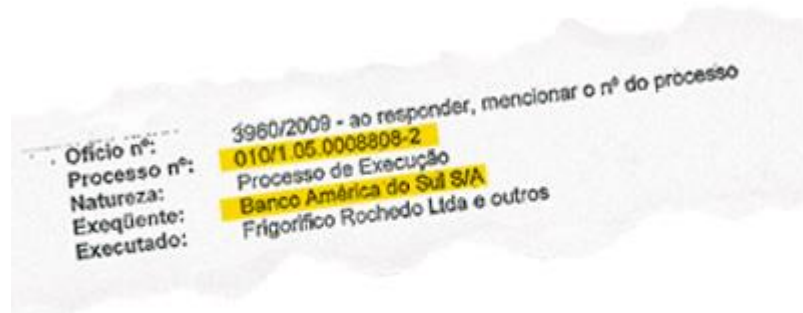 Ofício nº: 3960/2009 - ao responder, mencionar o nº do processo
Processo nº: 010/1.05.0008808-2
Natureza: Processo de Execução
Exeqüente: Banco América do Sul S/A
Executado: Frigorífico Rochedo Ltda e outros